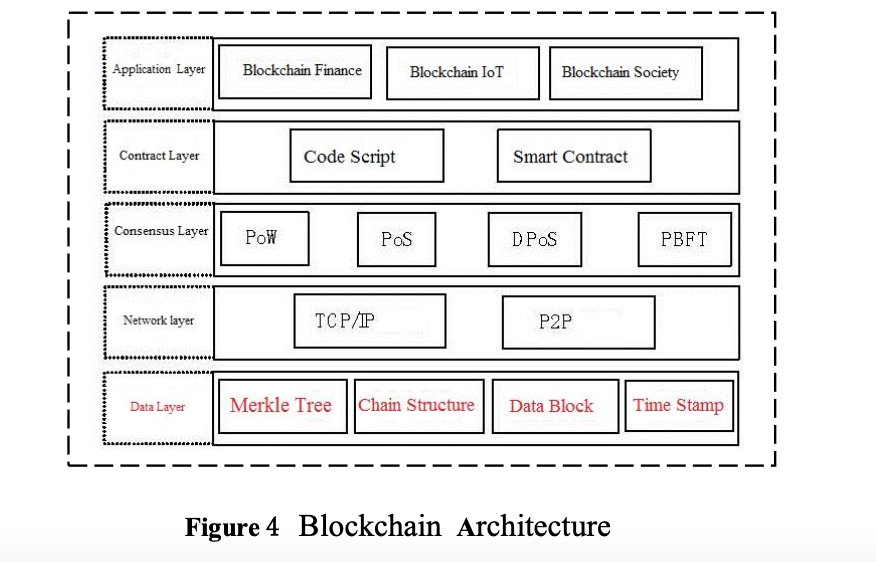 Application Layer Blockchain Finance Blockchain IoT Blockchain Society
Contract Layer Code Script Smart Contract
Consensus Layer PoW PoS DPoS PBFT
Network layer TCP/IP P2P
Data Layer Merkle Tree Chain Structure Data Block Time Stamp
Figure 4 Blockchain Architecture